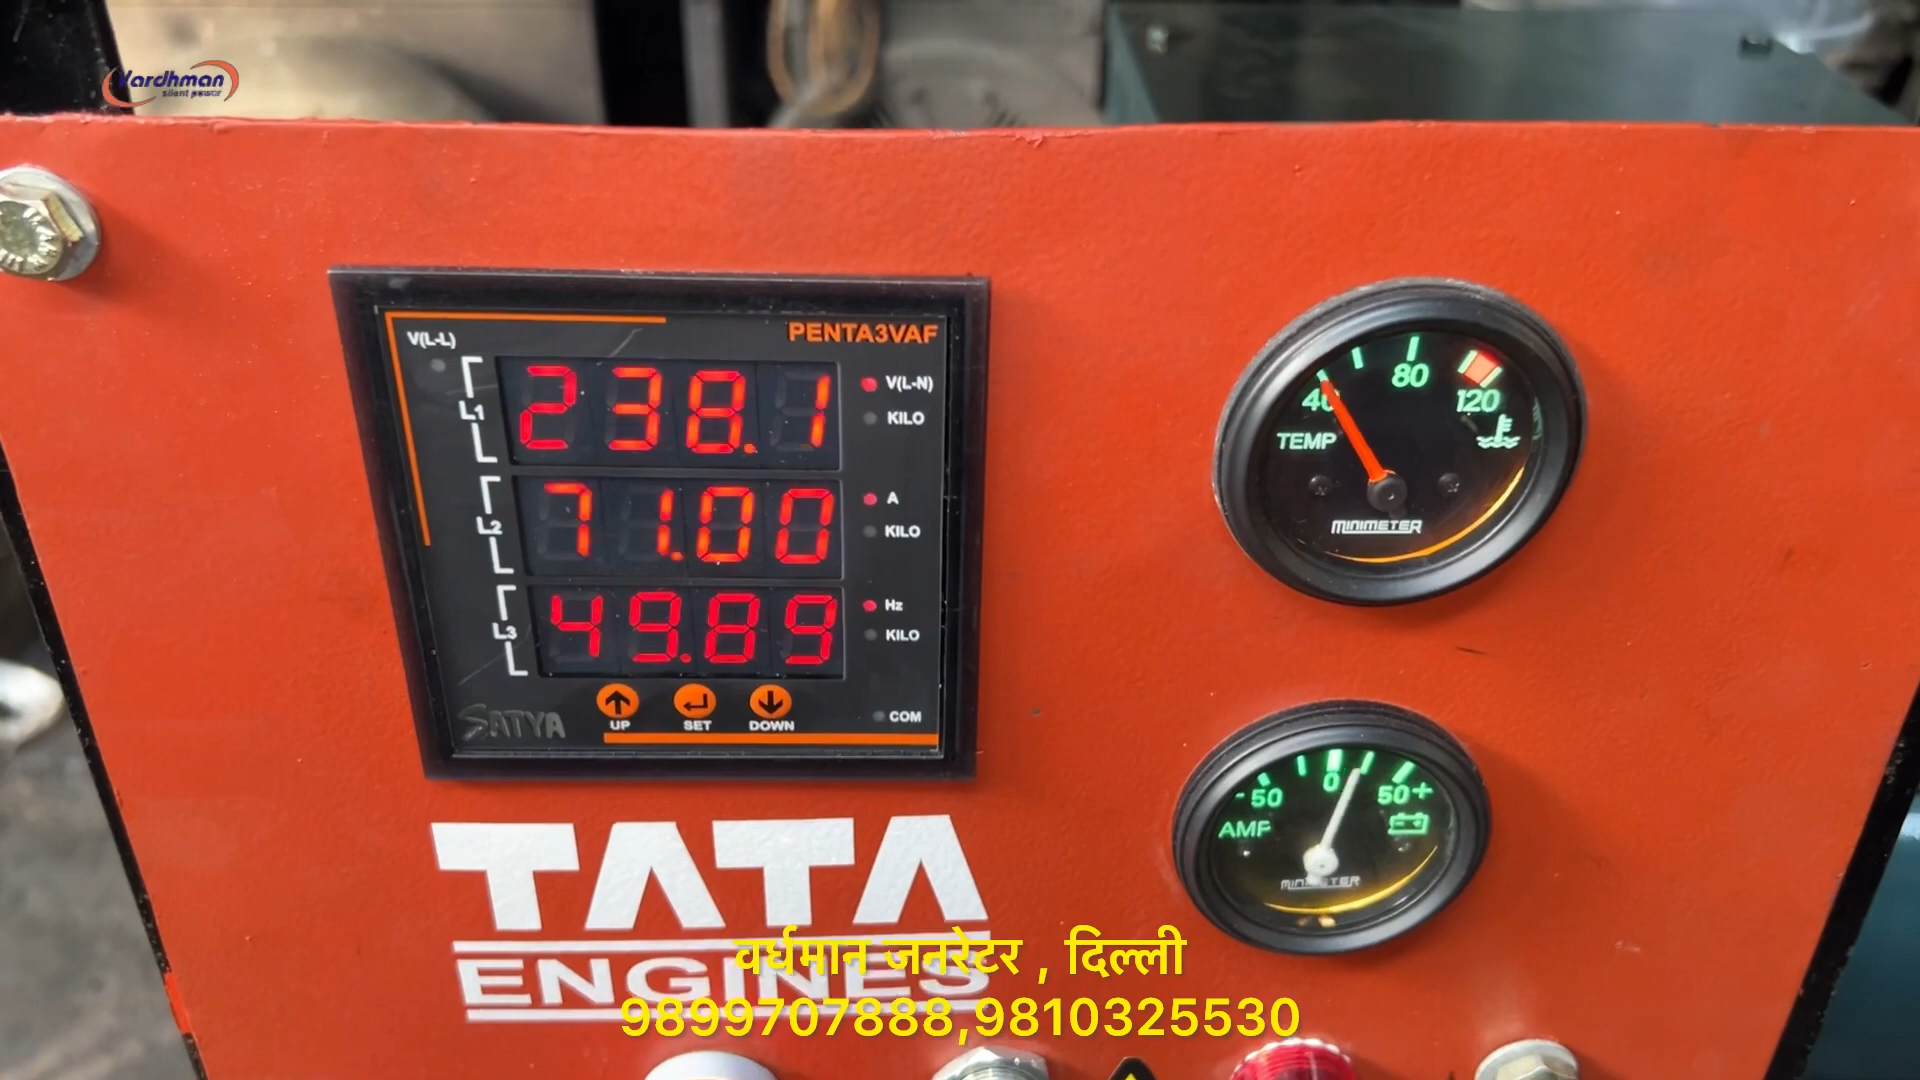 Vardhman
silent power
PENTA3VAF
V(L-L)
238.1
V(L-N)
KILO
L1
71.00
A
KILO
L2
49.89
Hz
KILO
L3
UP
SET
DOWN
COM
SATYA
40
80
120
TEMP
MINIMETER
- 50
0
50+
AMP
MINIMETER
TATA
ENGINES
वर्धमान जनरेटर , दिल्ली
9899707888,9810325530